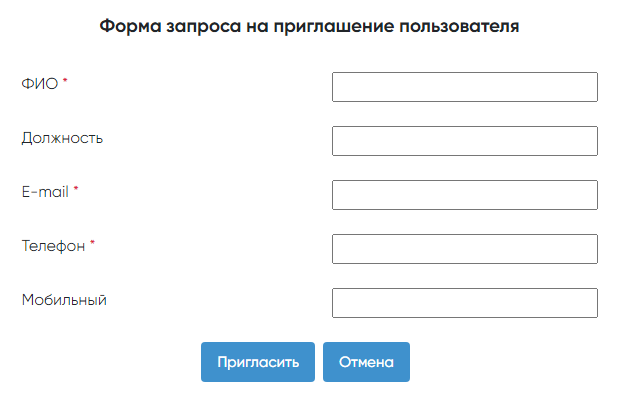 Форма запроса на приглашение пользователя
ФИО *
Должность
E-mail *
Телефон *
Мобильный
Пригласить Отмена